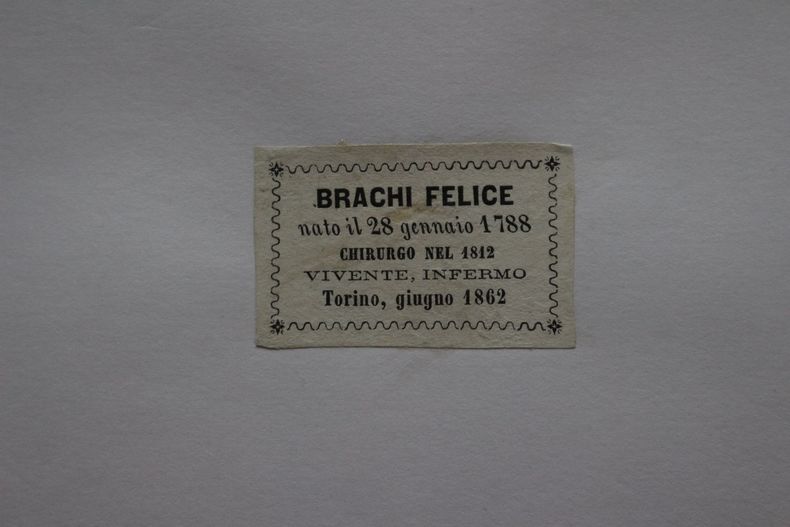 BRACHI FELICE
nato il 28 gennaio 1788
CHIRURGO NEL 1812
VIVENTE, INFERMO
Torino, giugno 1862